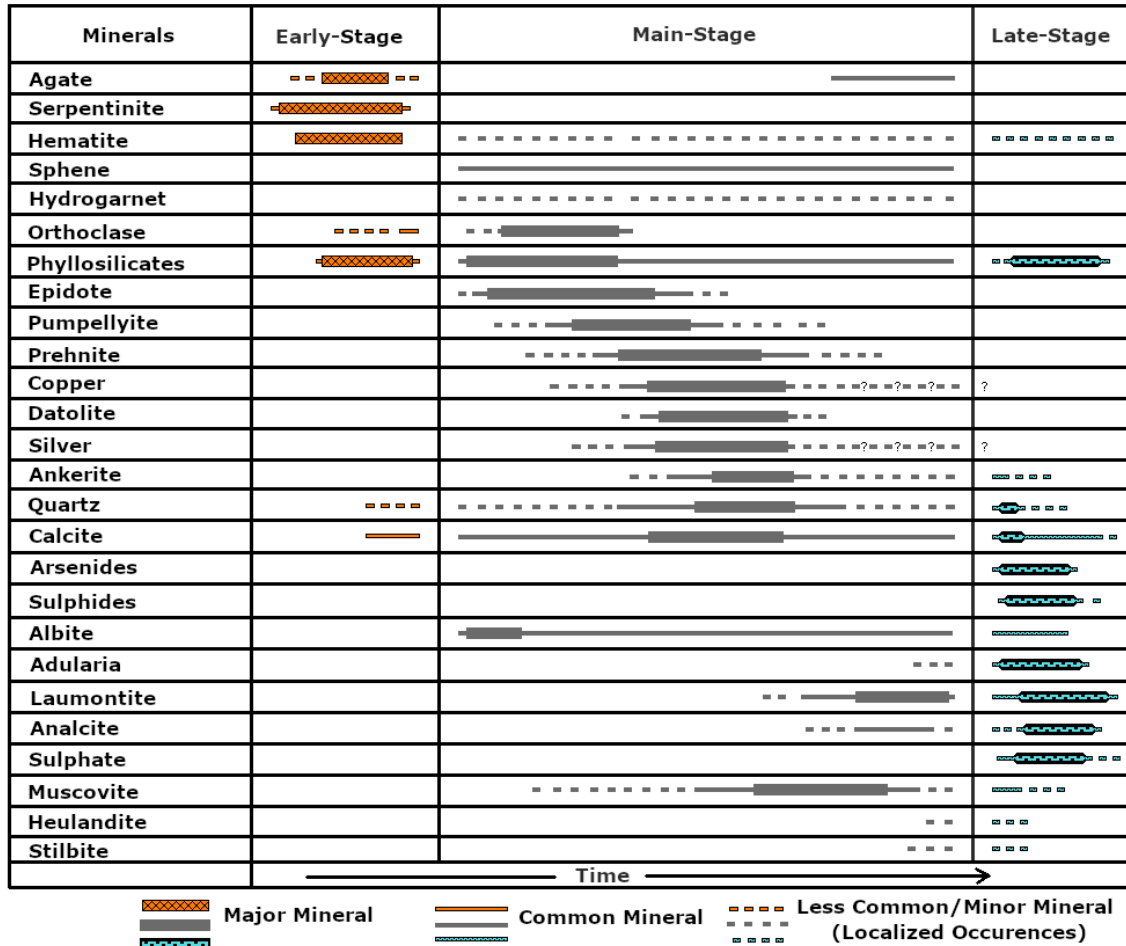 Minerals Early-Stage Main-Stage Late-Stage
Agate
Serpentinite
Hematite
Sphene
Hydrogarnet
Orthoclase
Phyllosilicates
Epidote
Pumpellyite
Prehnite
Copper ? ? ? ?
Datolite
Silver ? ? ? ?
Ankerite
Quartz
Calcite
Arsenides
Sulphides
Albite
Adularia
Laumontite
Analcite
Sulphate
Muscovite
Heulandite
Stilbite
Time
Major Mineral Common Mineral Less Common/Minor Mineral
(Localized Occurences)